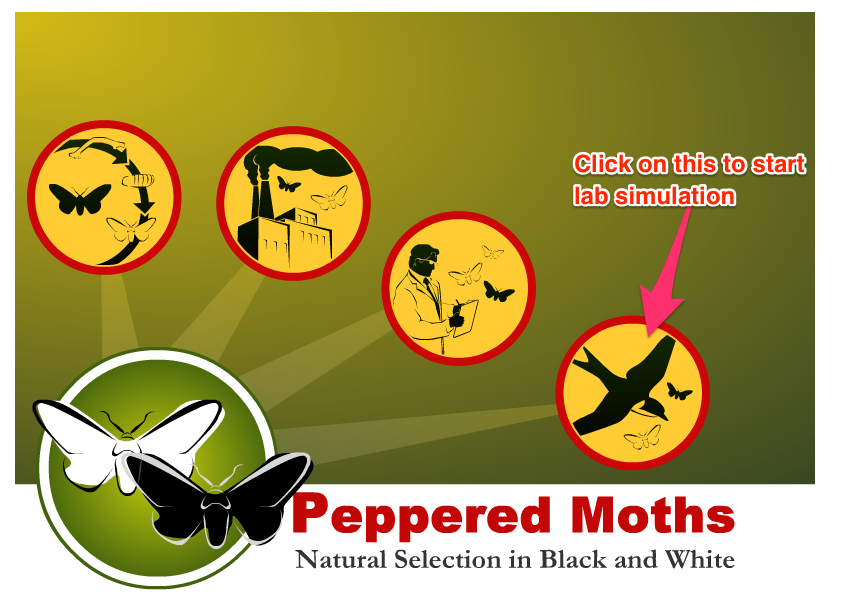 Click on this to start
lab simulation
Peppered Moths
Natural Selection in Black and White